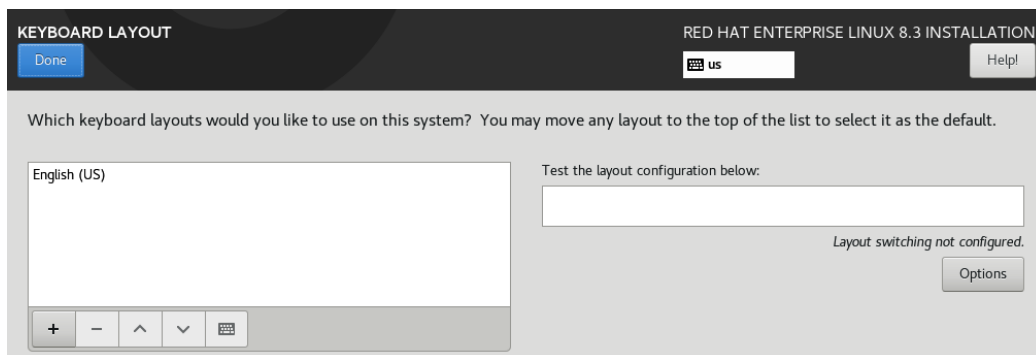 KEYBOARD LAYOUT
RED HAT ENTERPRISE LINUX 8.3 INSTALLATION
Done
us
Help!
Which keyboard layouts would you like to use on this system? You may move any layout to the top of the list to select it as the default.
English (US)
Test the layout configuration below:
Layout switching not configured.
Options